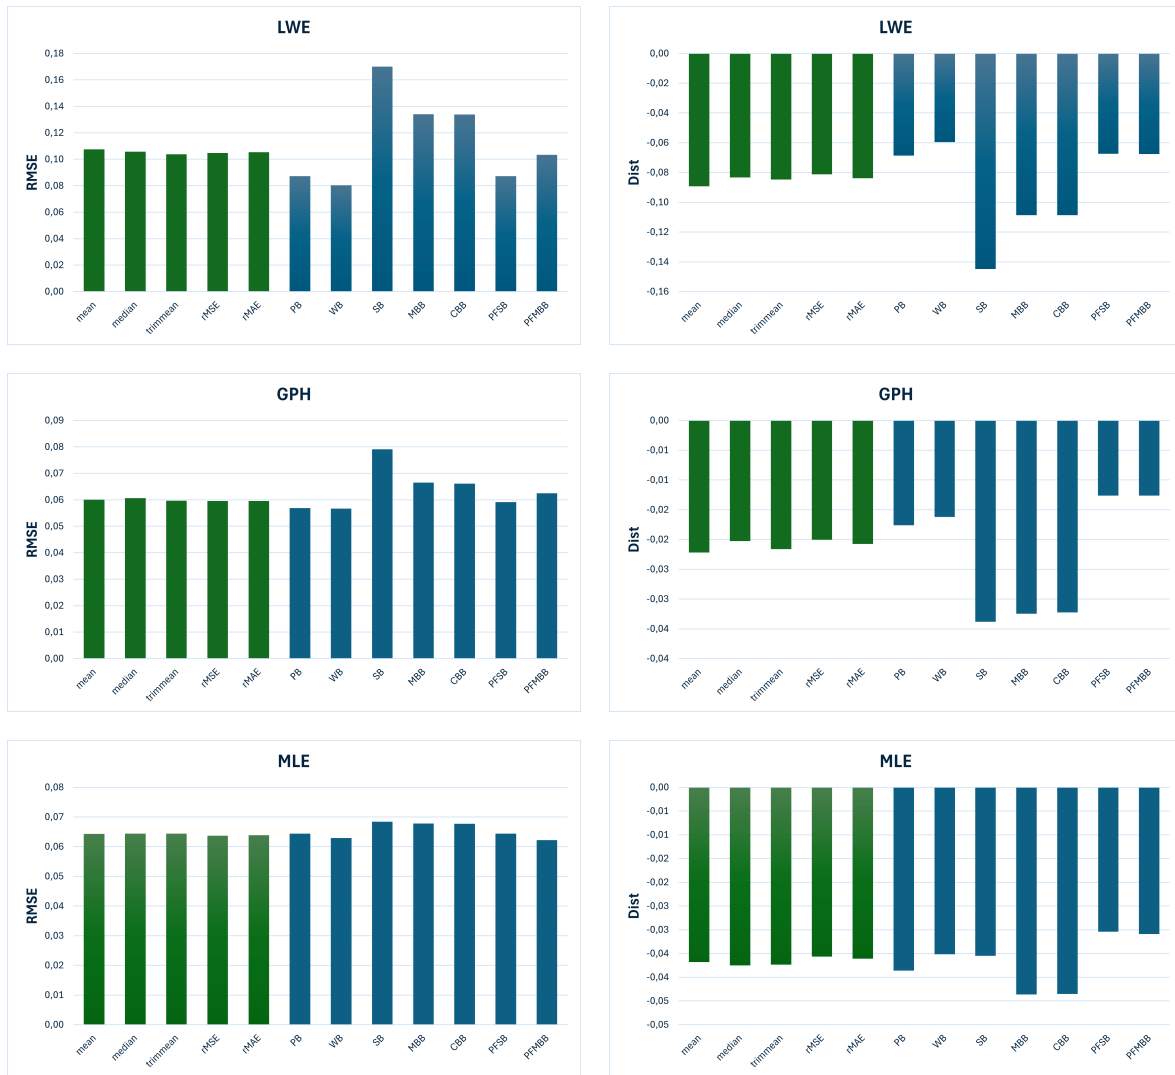 LWE
RMSE
0,18
0,16
0,14
0,12
0,10
0,08
0,06
0,04
0,02
0,00
mean
median
trimmean
rMSE
rMAE
PB
WB
SB
MBB
CBB
PFSB
PFMBB
LWE
Dist
0,00
-0,02
-0,04
-0,06
-0,08
-0,10
-0,12
-0,14
-0,16
mean
median
trimmean
rMSE
rMAE
PB
WB
SB
MBB
CBB
PFSB
PFMBB
GPH
RMSE
0,09
0,08
0,07
0,06
0,05
0,04
0,03
0,02
0,01
0,00
mean
median
trimmean
rMSE
rMAE
PB
WB
SB
MBB
CBB
PFSB
PFMBB
GPH
Dist
0,00
-0,01
-0,01
-0,02
-0,02
-0,03
-0,03
-0,04
-0,04
mean
median
trimmean
rMSE
rMAE
PB
WB
SB
MBB
CBB
PFSB
PFMBB
MLE
RMSE
0,08
0,07
0,06
0,05
0,04
0,03
0,02
0,01
0,00
mean
median
trimmean
rMSE
rMAE
PB
WB
SB
MBB
CBB
PFSB
PFMBB
MLE
Dist
0,00
-0,01
-0,01
-0,02
-0,02
-0,03
-0,03
-0,04
-0,04
-0,05
-0,05
mean
median
trimmean
rMSE
rMAE
PB
WB
SB
MBB
CBB
PFSB
PFMBB